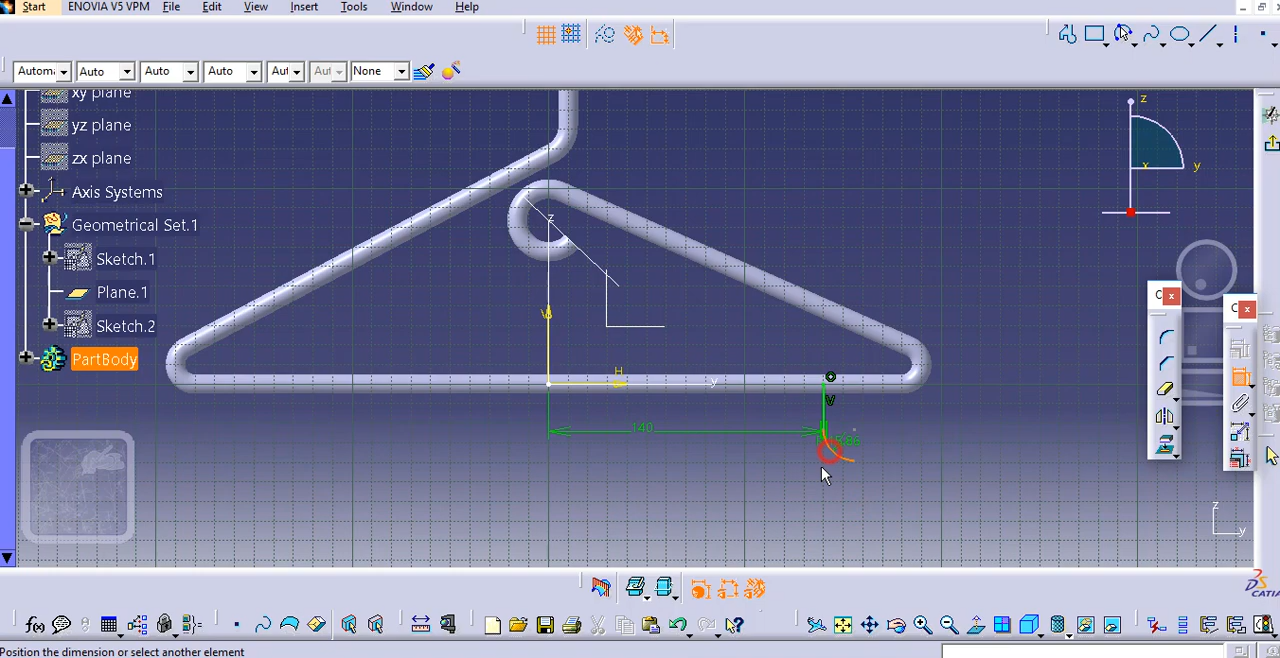 Start ENOVIA V5 VPM File Edit View Insert Tools Window Help
Automa Auto Auto Auto Aut Aut None
xy plane
yz plane
zx plane
Axis Systems
Geometrical Set.1
Sketch.1
Plane.1
Sketch.2
PartBody
z
x
y
z
V
H
y
V
140
C
C
z
y
CATIA
f(x)
Position the dimension or select another element